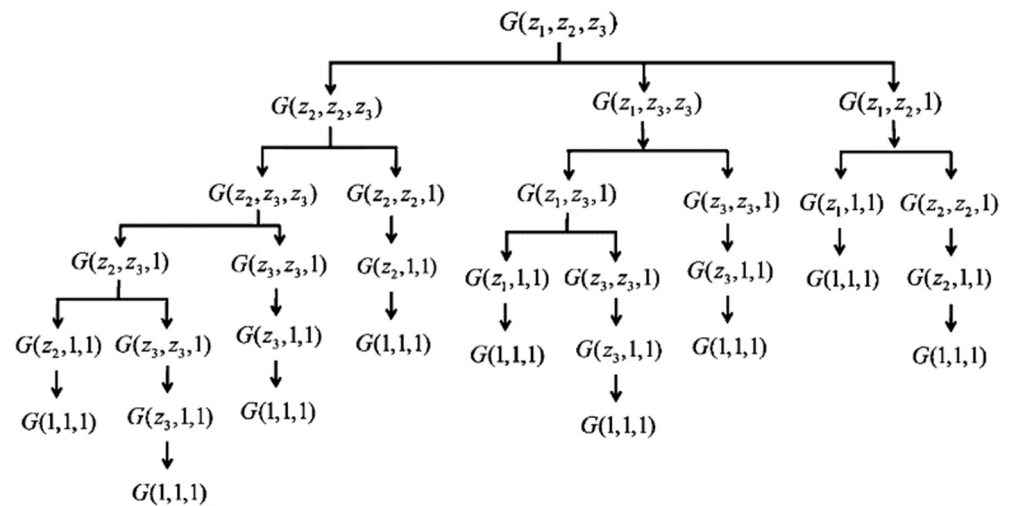 G(z₁,z₂,z₃)
G(z₂,z₂,z₃) G(z₁,z₃,z₃) G(z₁,z₂,1)
G(z₂,z₃,z₃) G(z₂,z₂,1) G(z₁,z₃,1) G(z₃,z₃,1) G(z₁,1,1) G(z₂,z₂,1)
G(z₂,z₃,1) G(z₃,z₃,1) G(z₂,1,1) G(z₁,1,1) G(z₃,z₃,1) G(z₃,1,1) G(1,1,1) G(z₂,1,1)
G(z₂,1,1) G(z₃,z₃,1) G(z₃,1,1) G(1,1,1) G(1,1,1) G(z₃,1,1) G(1,1,1) G(1,1,1)
G(1,1,1) G(z₃,1,1) G(1,1,1) G(1,1,1)
G(1,1,1)